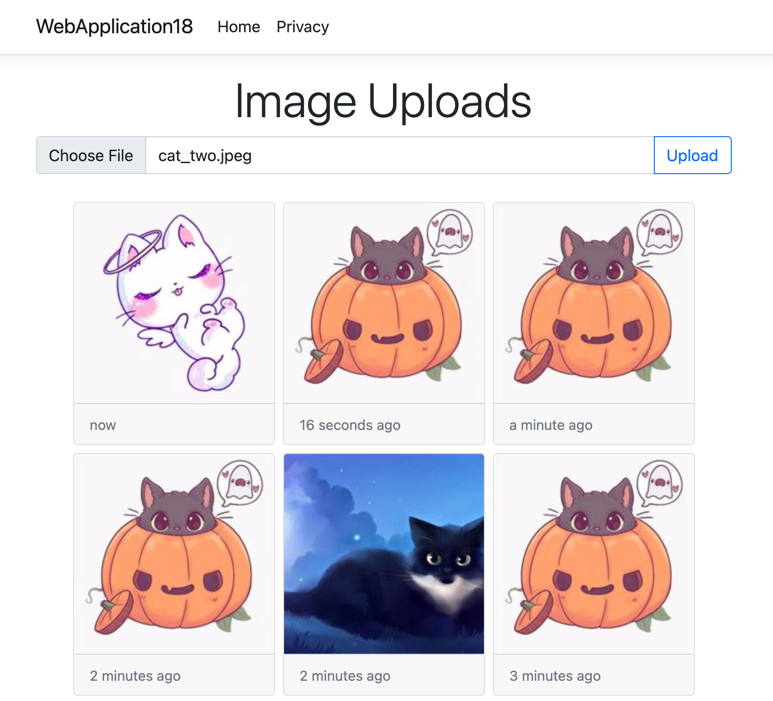 WebApplication18 Home Privacy
Image Uploads
Choose File cat_two.jpeg Upload
now 16 seconds ago a minute ago
2 minutes ago 2 minutes ago 3 minutes ago